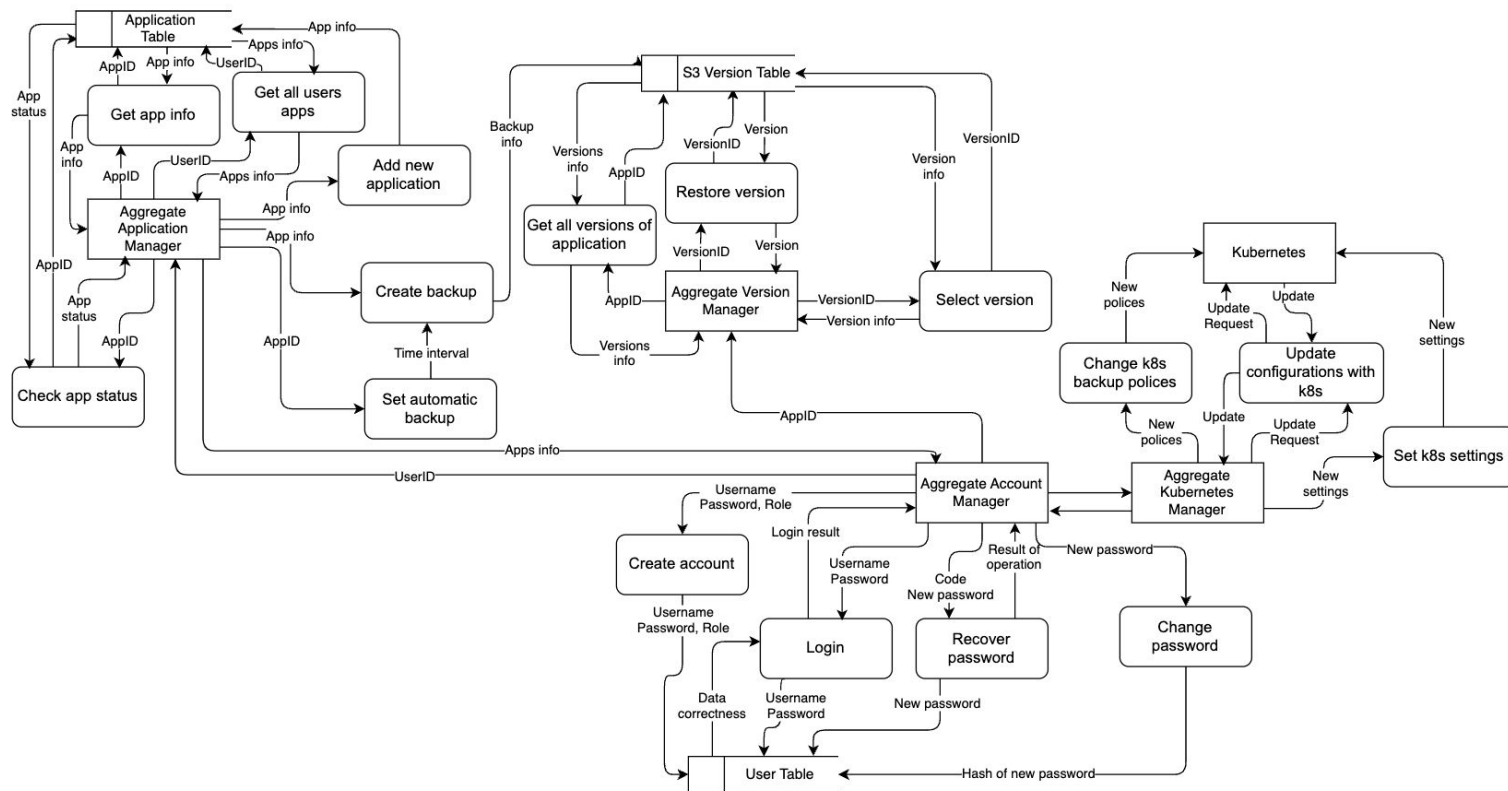 Application
Table
App info
Apps info
AppID
App info
UserID
App
status
Get app info
Get all users
apps
App
info
AppID
UserID
Apps info
Add new
application
App info
Aggregate
Application
Manager
App info
AppID
App
status
AppID
AppID
Check app status
Create backup
Time interval
Set automatic
backup
Backup
info
S3 Version Table
Versions
info
AppID
VersionID
Version
Version
info
VersionID
Restore version
Get all versions of
application
VersionID
Version
AppID
Aggregate Version
Manager
VersionID
Version info
Select version
Versions
info
AppID
Kubernetes
New
polices
Update
Request
Update
New
settings
Change k8s
backup polices
Update
configurations with
k8s
New
polices
Update
Update
Request
Set k8s settings
New
settings
Apps info
UserID
Aggregate Account
Manager
Aggregate
Kubernetes
Manager
Username
Password, Role
Login result
Username
Password
Code
New password
Result of
operation
New password
Create account
Username
Password, Role
Login
Recover
password
Change
password
Data
correctness
Username
Password
New password
User Table
Hash of new password